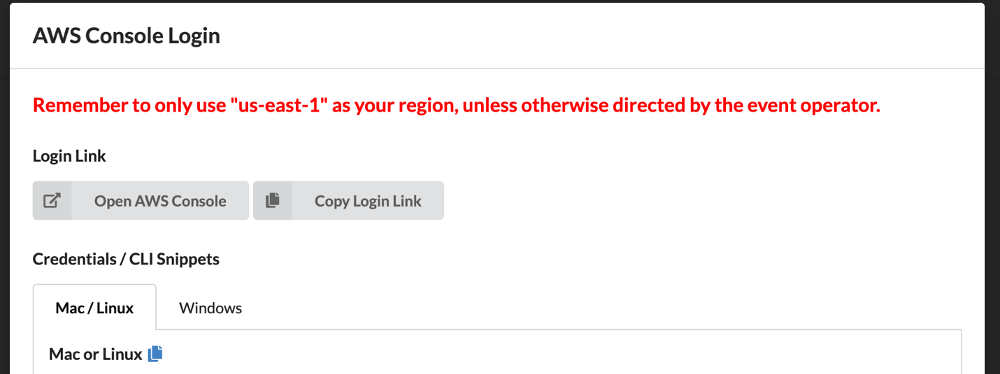 AWS Console Login
Remember to only use "us-east-1" as your region, unless otherwise directed by the event operator.
Login Link
Open AWS Console
Copy Login Link
Credentials / CLI Snippets
Mac / Linux
Windows
Mac or Linux